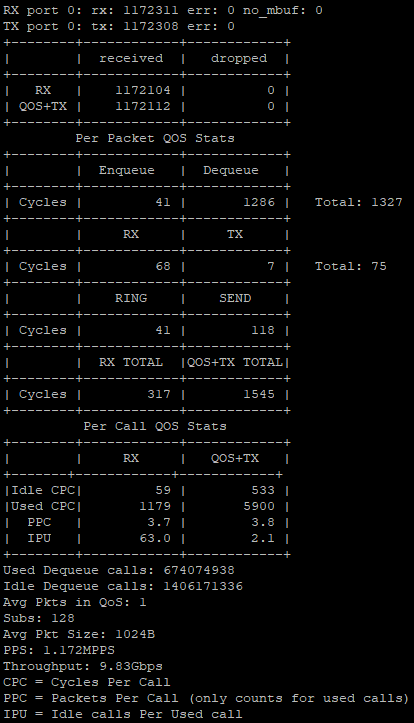 RX port 0: rx: 1172311 err: 0 no_mbuf: 0
TX port 0: tx: 1172308 err: 0
+--------+------------+------------+
|        |  received  |  dropped   |
+--------+------------+------------+
|   RX   |    1172104 |          0 |
| QOS+TX |    1172112 |          0 |
+--------+------------+------------+
Per Packet QOS Stats
+--------+------------+------------+
|        |  Enqueue   |  Dequeue   |
+--------+------------+------------+
| Cycles |         41 |       1286 |   Total: 1327
+--------+------------+------------+
|        |     RX     |     TX     |
+--------+------------+------------+
| Cycles |         68 |          7 |   Total: 75
+--------+------------+------------+
|        |    RING    |    SEND    |
+--------+------------+------------+
| Cycles |         41 |        118 |
+--------+------------+------------+
|        |  RX TOTAL  |QOS+TX TOTAL|
+--------+------------+------------+
| Cycles |        317 |       1545 |
+--------+------------+------------+
Per Call QOS Stats
+--------+------------+------------+
|        |     RX     |   QOS+TX   |
+-------+------------+------------+
|Idle CPC|         59 |        533 |
|Used CPC|       1179 |       5900 |
|  PPC   |        3.7 |        3.8 |
|  IPU   |       63.0 |        2.1 |
+--------+------------+------------+
Used Dequeue calls: 674074938
Idle Dequeue calls: 1406171336
Avg Pkts in QoS: 1
Subs: 128
Avg Pkt Size: 1024B
PPS: 1.172MPPS
Throughput: 9.83Gbps
CPC = Cycles Per Call
PPC = Packets Per Call (only counts for used calls)
IPU = Idle calls Per Used call